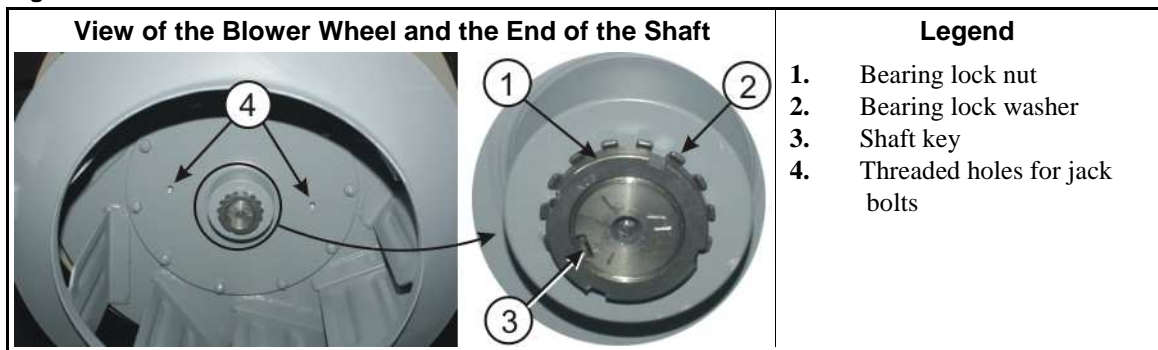 View of the Blower Wheel and the End of the Shaft
4
1
2
3
Legend
1. Bearing lock nut
2. Bearing lock washer
3. Shaft key
4. Threaded holes for jack
bolts